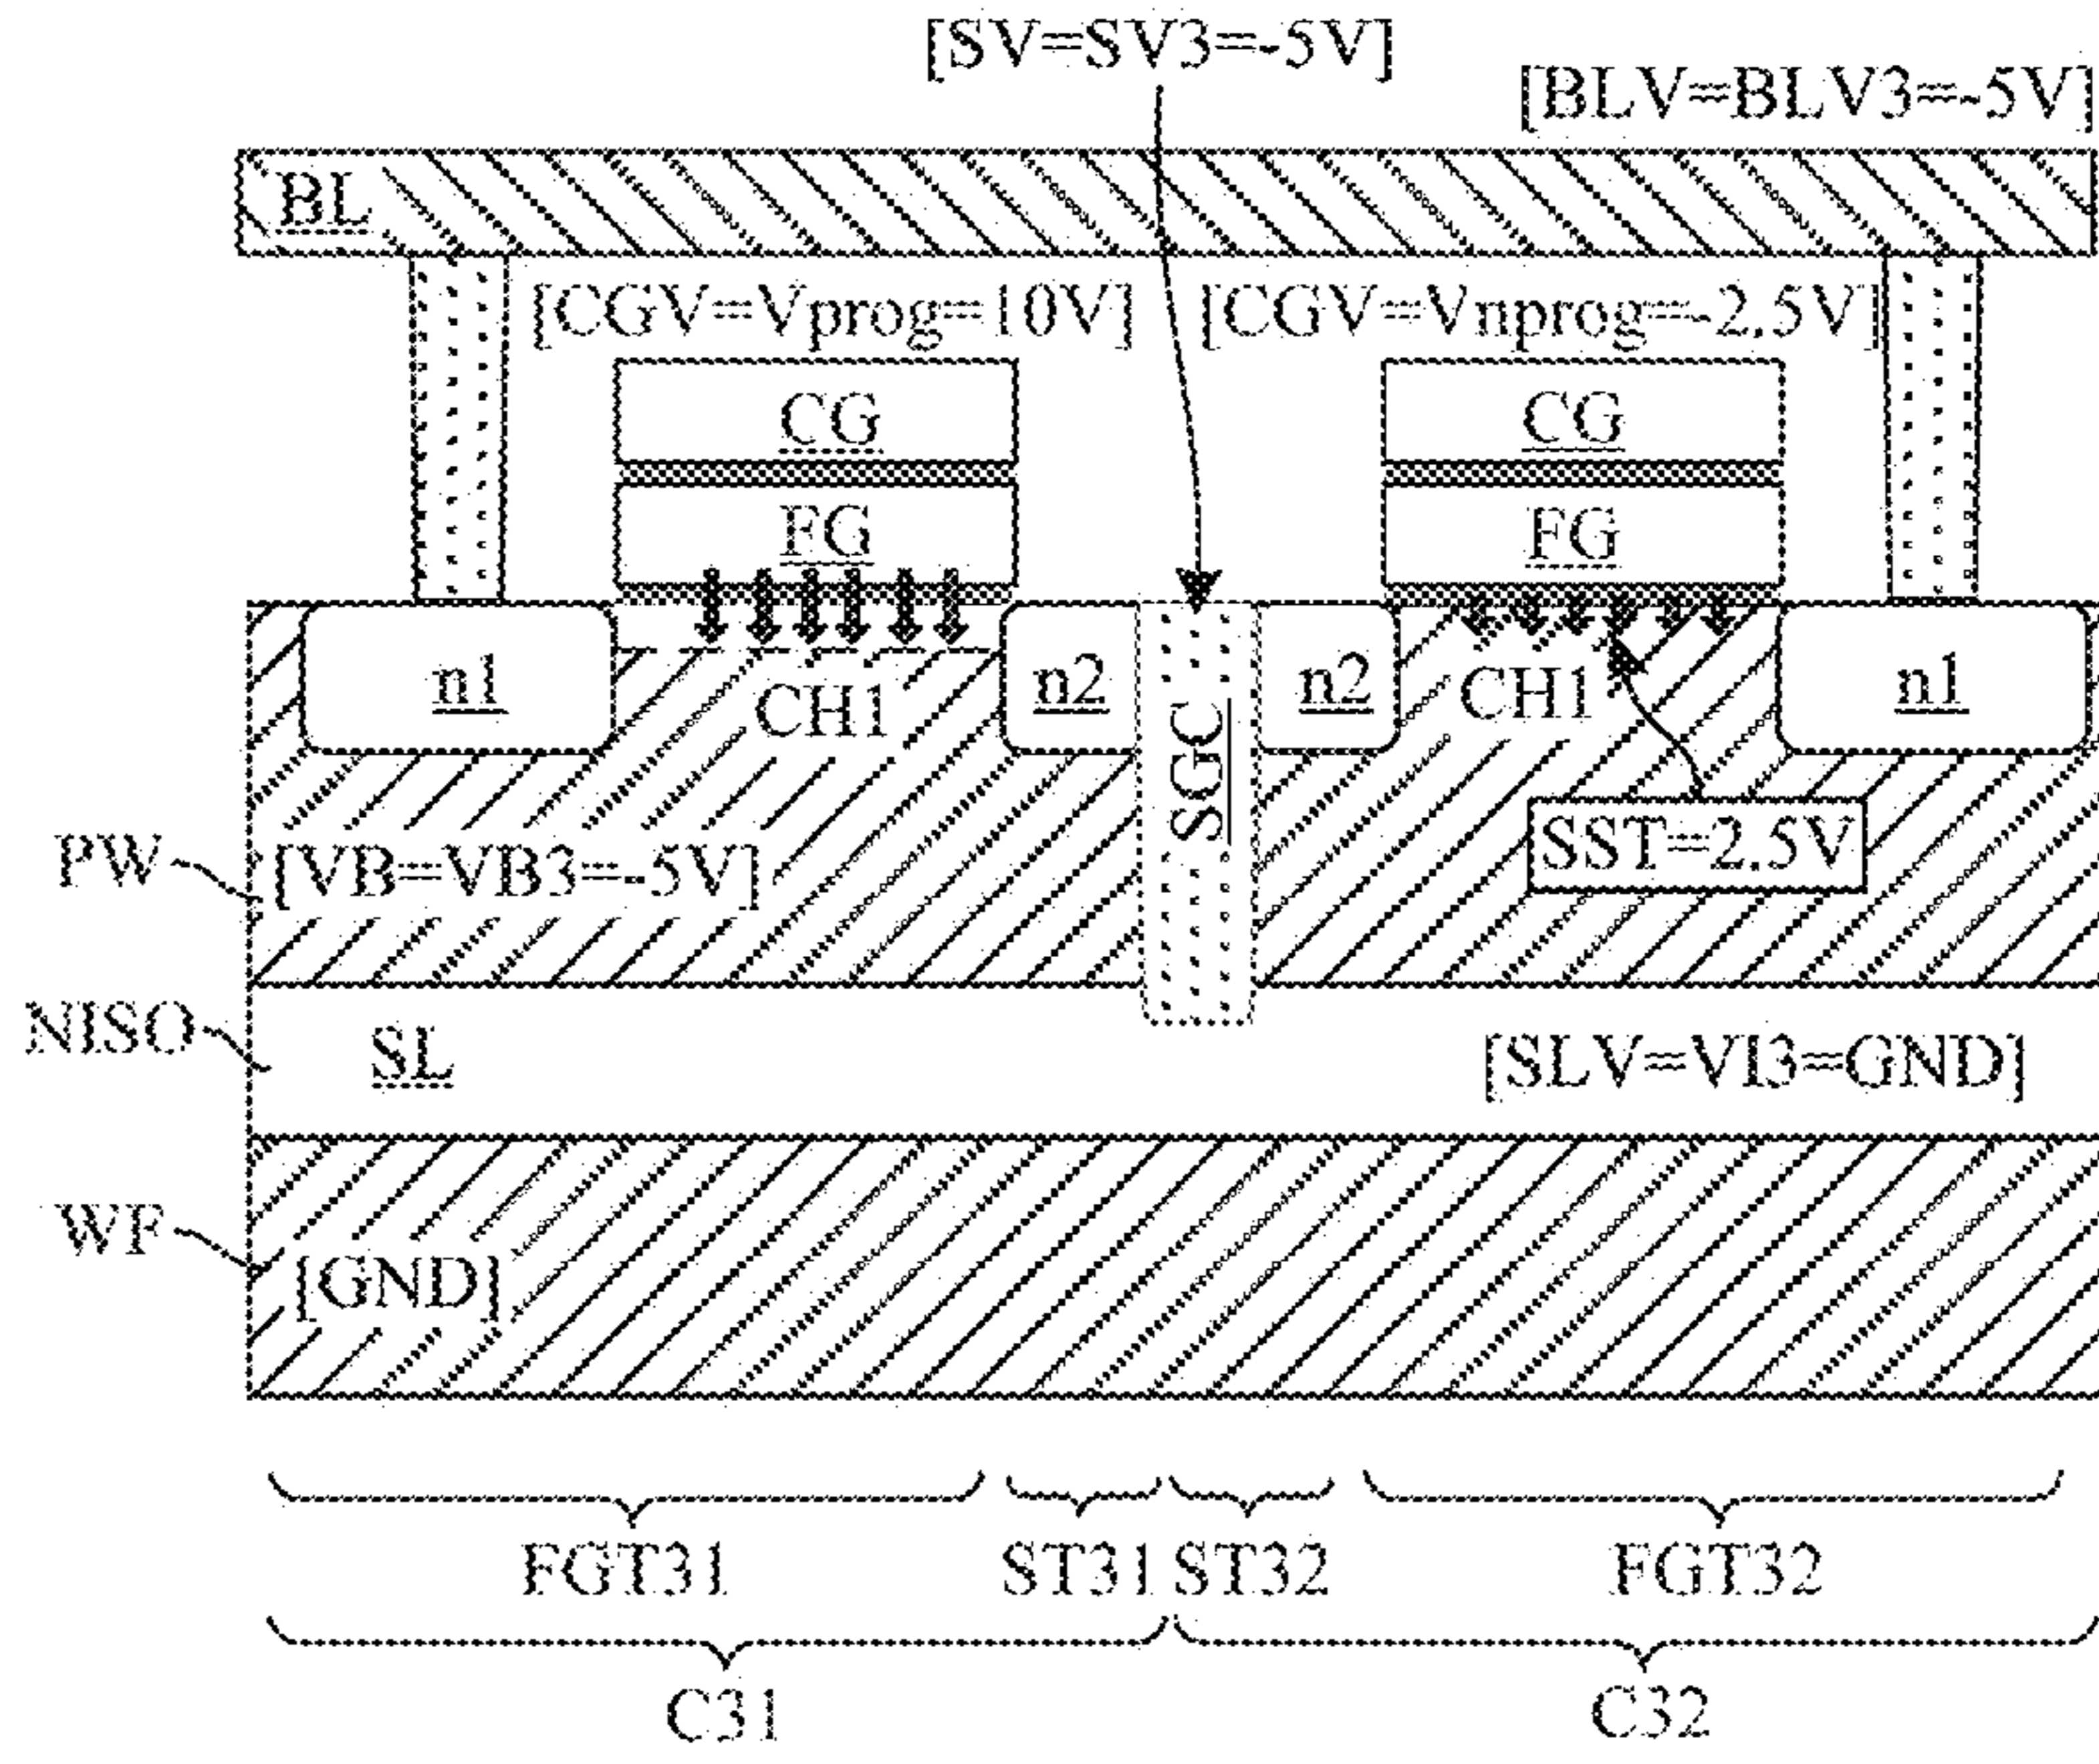 [SV=SV3=-5V]
[BLV=BLV3=-5V]
BL
[CGV=Vprog=10V] [CGV=Vnprog=-2.5V]
CG CG
FG FG
n1 CH1 n2 SGC n2 CH1 n1
SST=2.5V
PW [VB=VB3=-5V]
NISO SL [SLV=VI3=GND]
WF [GND]
FGT31 ST31 ST32 FGT32
C31 C32